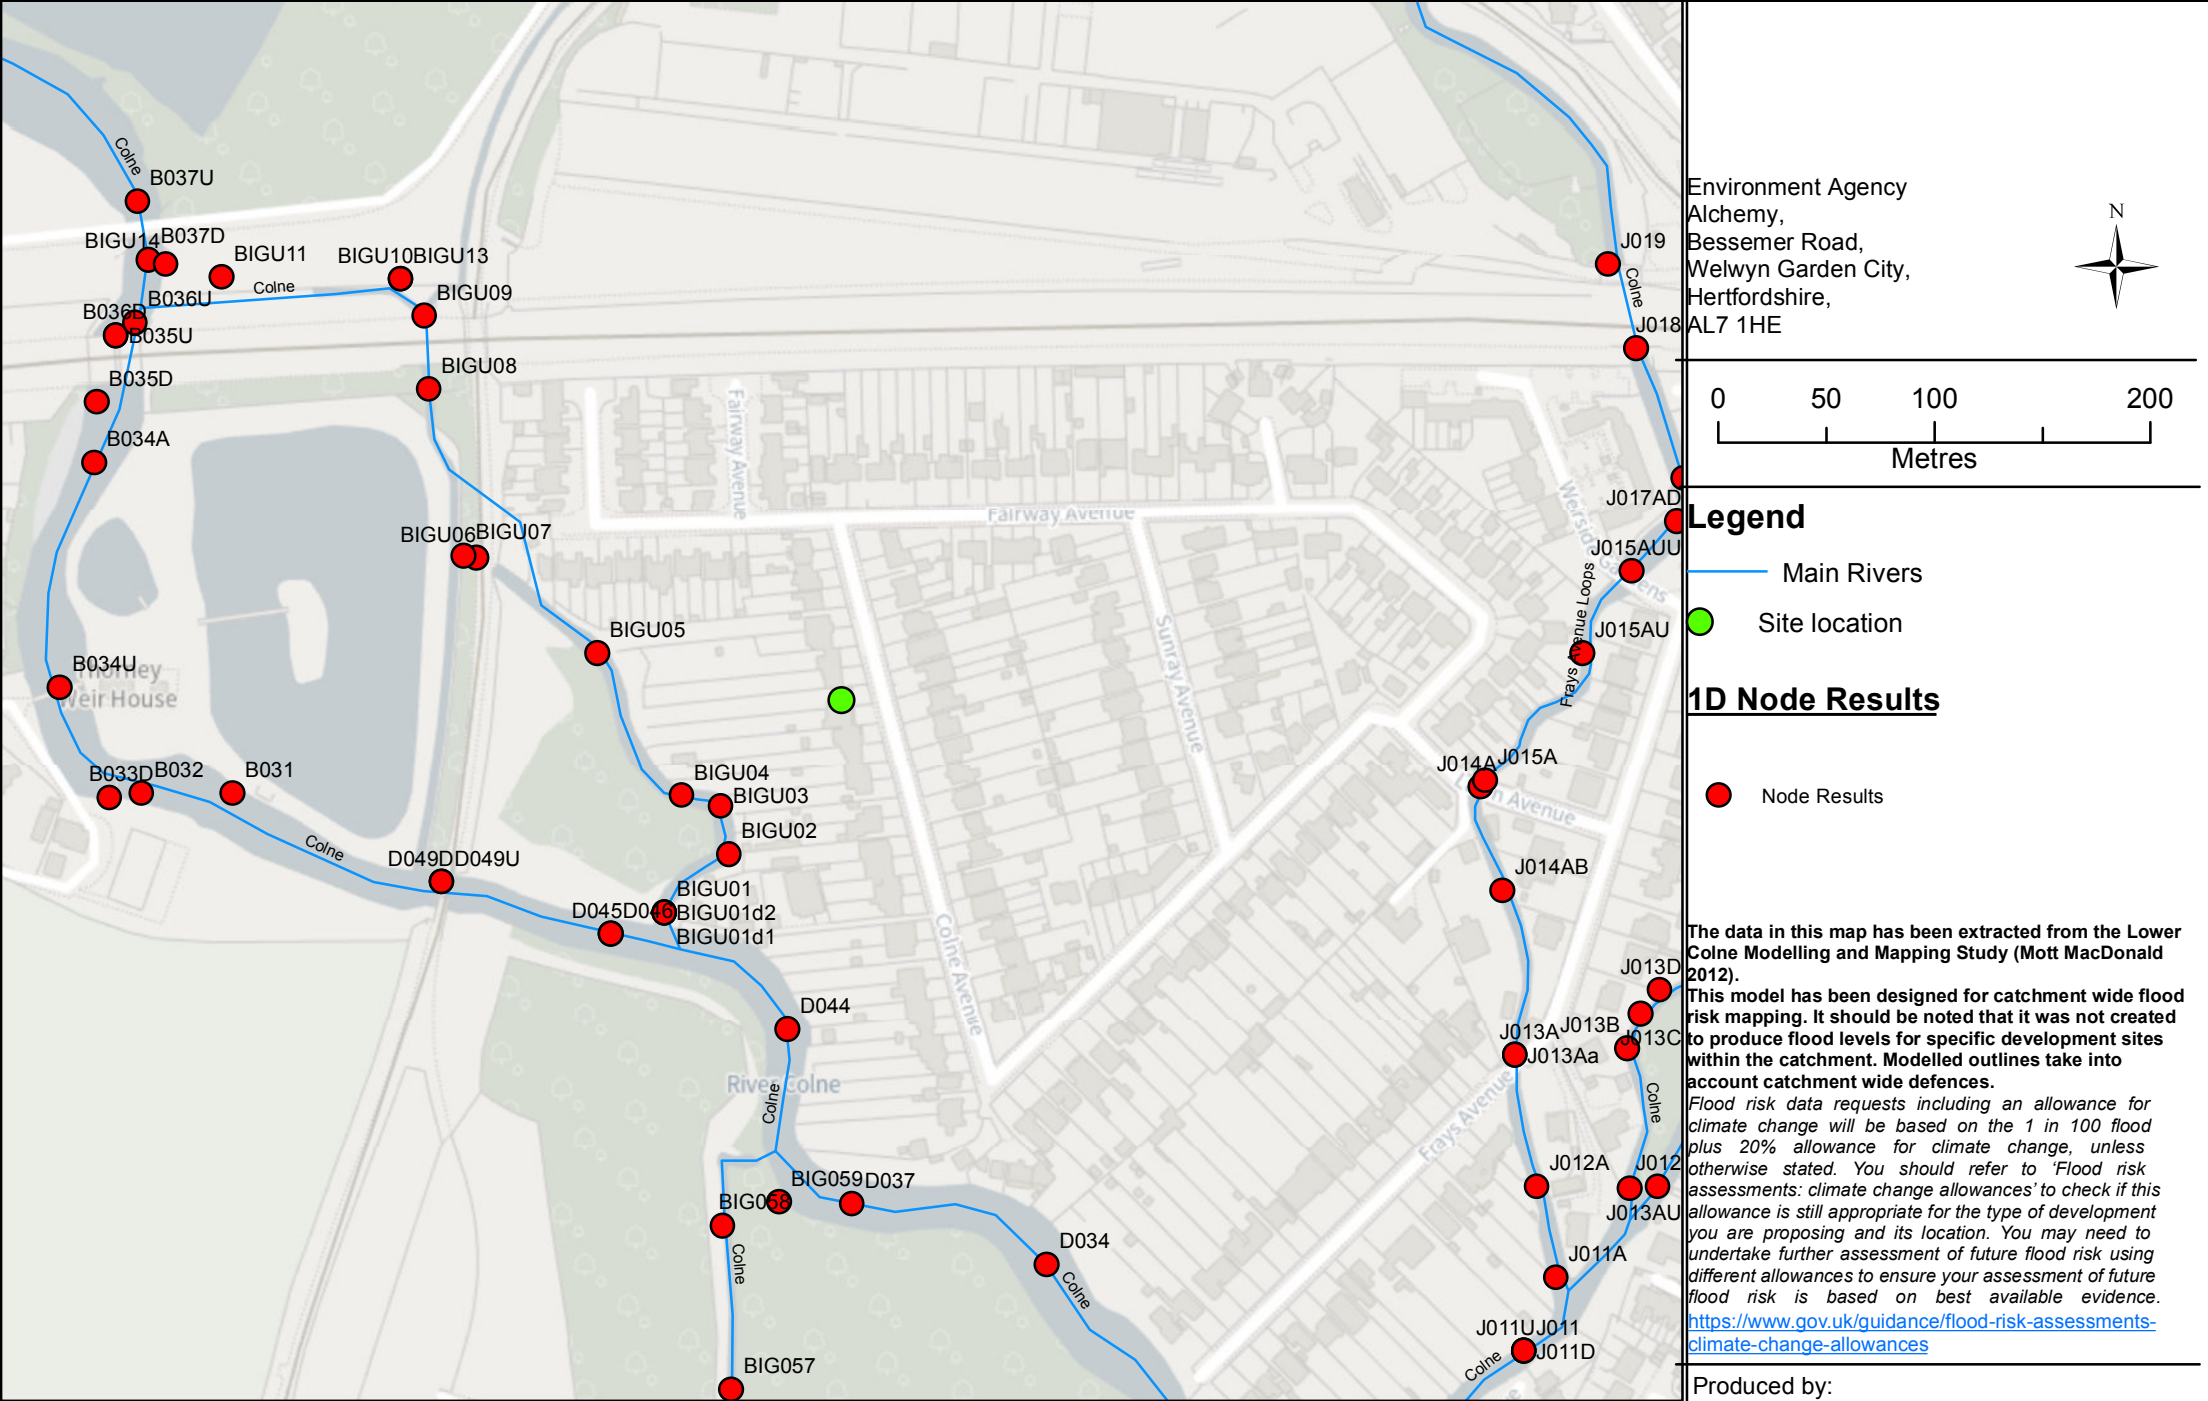 Colne
B037U
BIGU14
B037D
BIGU11
BIGU10BIGU13
Colne
B036U
BIGU09
B036D
B035U
BIGU08
B035D
B034A
Fairway Avenue
Fairway Avenue
BIGU06
BIGU07
BIGU05
B034U
Thorney
Weir House
Sunray Avenue
B033D
B032
B031
BIGU04
BIGU03
BIGU02
Colne
D049DD049U
BIGU01
D045D046
BIGU01d2
BIGU01d1
Colne Avenue
D044
River Colne
Colne
BIG059
D037
BIG058
Colne
D034
Colne
BIG057
J019
Colne
J018
J017AD
Weirside Gardens
J015AUU
Frays Avenue Loops
J015AU
J014A
J015A
Avenue
J014AB
J013D
J013A
J013B
J013C
J013Aa
Colne
Frays Avenue
J012A
J012
J013AU
J011A
J011UJ011
J011D
Colne
Environment Agency
Alchemy,
Bessemer Road,
Welwyn Garden City,
Hertfordshire,
AL7 1HE
N
0 50 100 200
Metres
Legend
Main Rivers
Site location
1D Node Results
Node Results
The data in this map has been extracted from the Lower
Colne Modelling and Mapping Study (Mott MacDonald
2012).
This model has been designed for catchment wide flood
risk mapping. It should be noted that it was not created
to produce flood levels for specific development sites
within the catchment. Modelled outlines take into
account catchment wide defences.
Flood risk data requests including an allowance for
climate change will be based on the 1 in 100 flood
plus 20% allowance for climate change, unless
otherwise stated. You should refer to ‘Flood risk
assessments: climate change allowances’ to check if this
allowance is still appropriate for the type of development
you are proposing and its location. You may need to
undertake further assessment of future flood risk using
different allowances to ensure your assessment of future
flood risk is based on best available evidence.
https://www.gov.uk/guidance/flood-risk-assessments-
climate-change-allowances
Produced by: